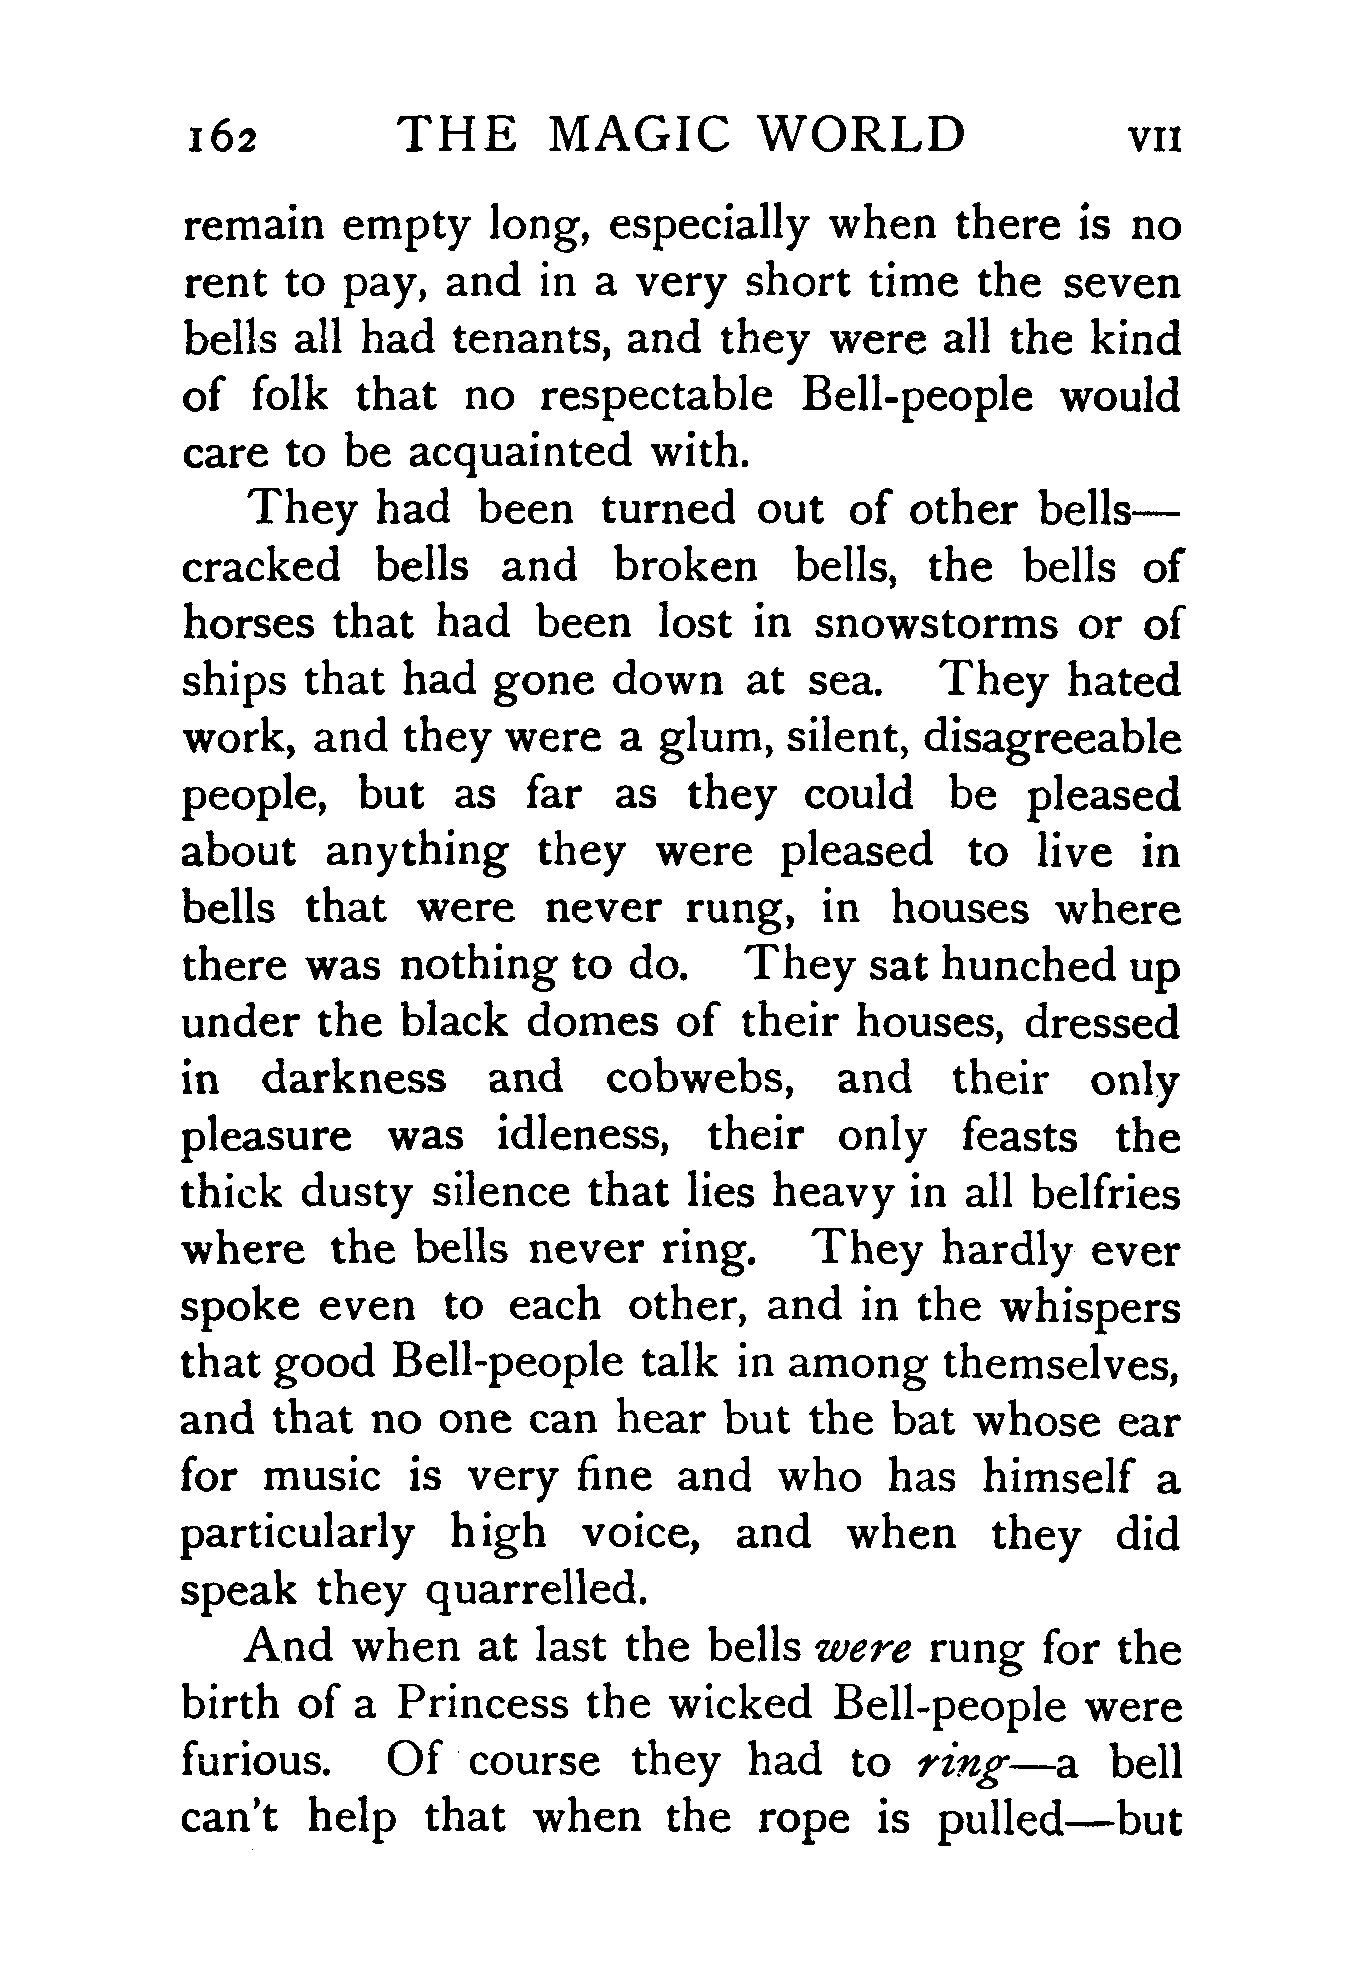 162 THE MAGIC WORLD VII
remain empty long, especially when there is no
rent to pay, and in a very short time the seven
bells all had tenants, and they were all the kind
of folk that no respectable Bell-people would
care to be acquainted with.
They had been turned out of other bells—
cracked bells and broken bells, the bells of
horses that had been lost in snowstorms or of
ships that had gone down at sea. They hated
work, and they were a glum, silent, disagreeable
people, but as far as they could be pleased
about anything they were pleased to live in
bells that were never rung, in houses where
there was nothing to do. They sat hunched up
under the black domes of their houses, dressed
in darkness and cobwebs, and their only
pleasure was idleness, their only feasts the
thick dusty silence that lies heavy in all belfries
where the bells never ring. They hardly ever
spoke even to each other, and in the whispers
that good Bell-people talk in among themselves,
and that no one can hear but the bat whose ear
for music is very fine and who has himself a
particularly high voice, and when they did
speak they quarrelled.
And when at last the bells were rung for the
birth of a Princess the wicked Bell-people were
furious. Of course they had to ring—a bell
can't help that when the rope is pulled—but